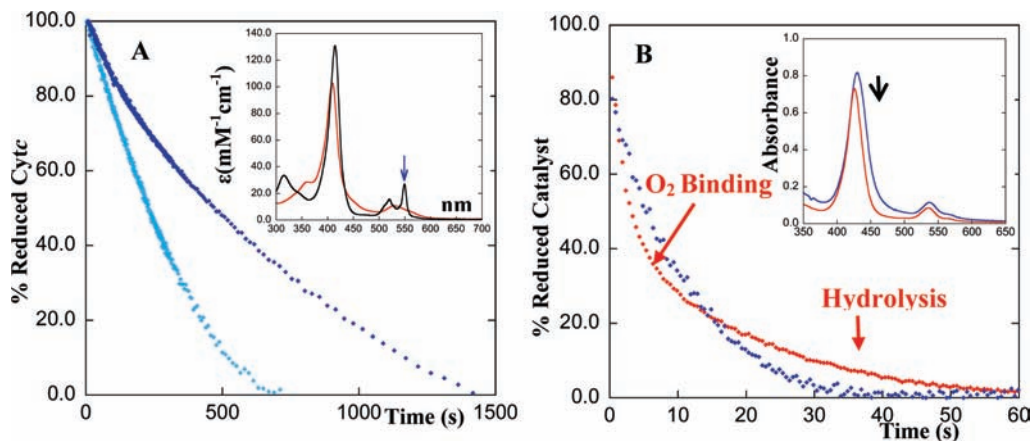 A
% Reduced Cytc
100.0
80.0
60.0
40.0
20.0
0.0
0
500
1000
1500
Time (s)
ε(mM⁻¹cm⁻¹)
140.0
120.0
100.0
80.0
60.0
40.0
20.0
0.0
300 400 500 600 700
nm
B
% Reduced Catalyst
100.0
80.0
60.0
40.0
20.0
0.0
0 10 20 30 40 50 60
Time (s)
O₂ Binding
Hydrolysis
Absorbance
1.0
0.8
0.6
0.4
0.2
0.0
350 400 450 500 550 600 650